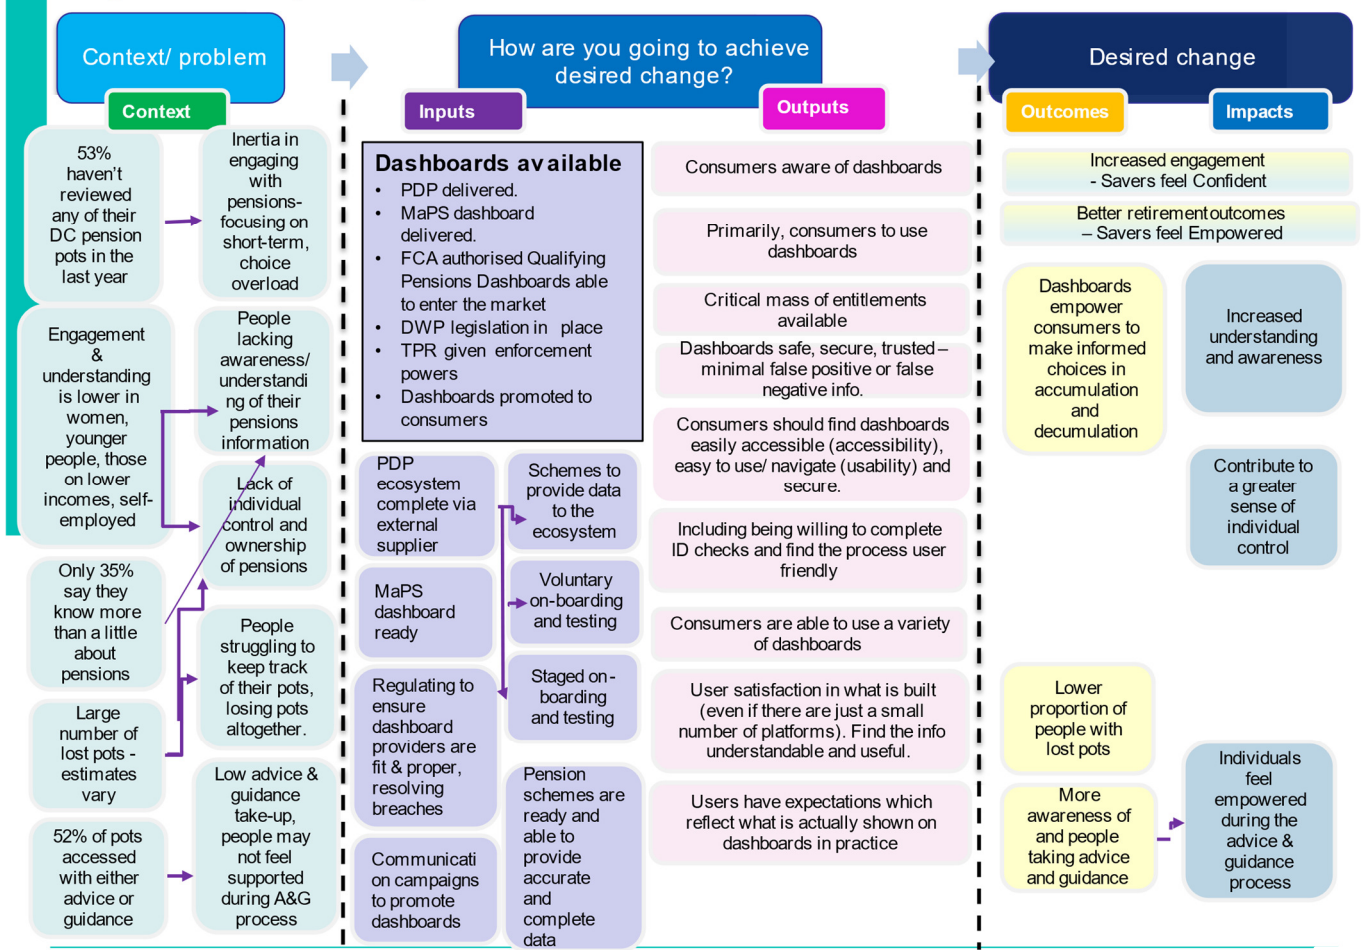 Context/ problem
How are you going to achieve
desired change?
Desired change
Context
Inputs
Outputs
Outcomes
Impacts
53%
haven't
reviewed
any of their
DC pension
pots in the
last year
Inertia in
engaging
with
pensions-
focusing on
short-term,
choice
overload
Engagement
&
understanding
is lower in
women,
younger
people, those
on lower
incomes, self-
employed
People
lacking
awareness/
understandi
ng of their
pensions
information
Lack of
individual
control and
ownership
of pensions
Only 35%
say they
know more
than a little
about
pensions
People
struggling to
keep track
of their pots,
losing pots
altogether.
Large
number of
lost pots -
estimates
vary
Low advice &
guidance
take-up,
people may
not feel
supported
during A&G
process
52% of pots
accessed
with either
advice or
guidance
Dashboards available
• PDP delivered.
• MaPS dashboard
delivered.
• FCA authorised Qualifying
Pensions Dashboards able
to enter the market
• DWP legislation in place
• TPR given enforcement
powers
• Dashboards promoted to
consumers
PDP
ecosystem
complete via
external
supplier
Schemes to
provide data
to the
ecosystem
MaPS
dashboard
ready
Voluntary
on-boarding
and testing
Regulating to
ensure
dashboard
providers are
fit & proper,
resolving
breaches
Staged on-
boarding
and testing
Communicati
on campaigns
to promote
dashboards
Pension
schemes are
ready and
able to
provide
accurate
and
complete
data
Consumers aware of dashboards
Primarily, consumers to use
dashboards
Critical mass of entitlements
available
Dashboards safe, secure, trusted –
minimal false positive or false
negative info.
Consumers should find dashboards
easily accessible (accessibility),
easy to use/ navigate (usability) and
secure.
Including being willing to complete
ID checks and find the process user
friendly
Consumers are able to use a variety
of dashboards
User satisfaction in what is built
(even if there are just a small
number of platforms). Find the info
understandable and useful.
Users have expectations which
reflect what is actually shown on
dashboards in practice
Increased engagement
- Savers feel Confident
Better retirement outcomes
– Savers feel Empowered
Dashboards
empower
consumers to
make informed
choices in
accumulation
and
decumulation
Increased
understanding
and awareness
Contribute to
a greater
sense of
individual
control
Lower
proportion of
people with
lost pots
More
awareness of
and people
taking advice
and guidance
Individuals
feel
empowered
during the
advice &
guidance
process